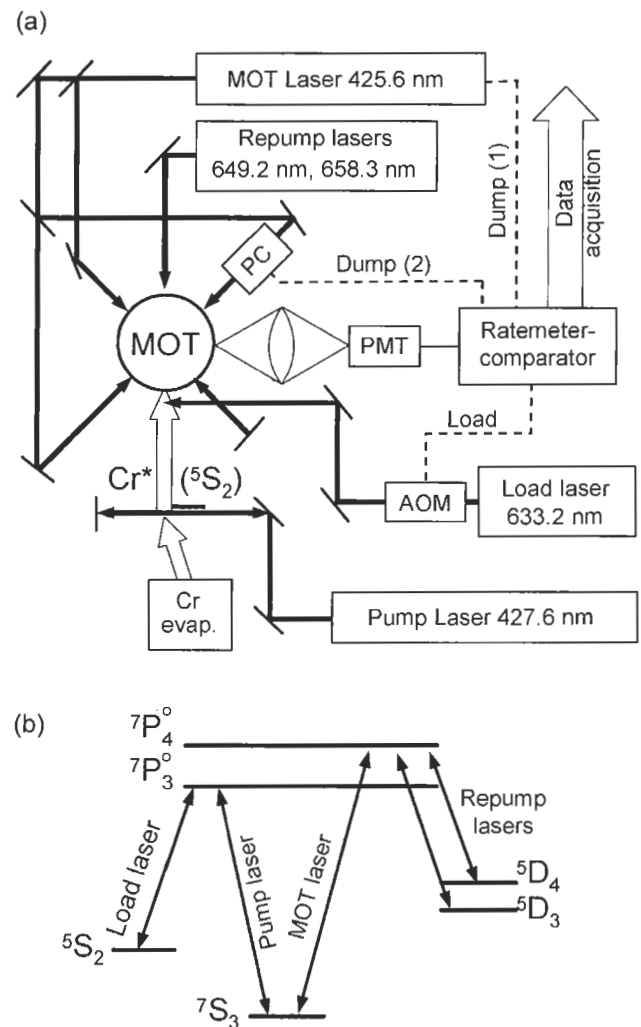 (a)
MOT Laser 425.6 nm
Repump lasers
649.2 nm, 658.3 nm
Dump (1)
Data
acquisition
PC
Dump (2)
MOT
PMT
Ratemeter-
comparator
Load
Cr* (⁵S₂)
AOM
Load laser
633.2 nm
Cr
evap.
Pump Laser 427.6 nm
(b)
⁷P°₄
⁷P°₃
Repump
lasers
Load laser
Pump laser
MOT laser
⁵D₄
⁵D₃
⁵S₂
⁷S₃